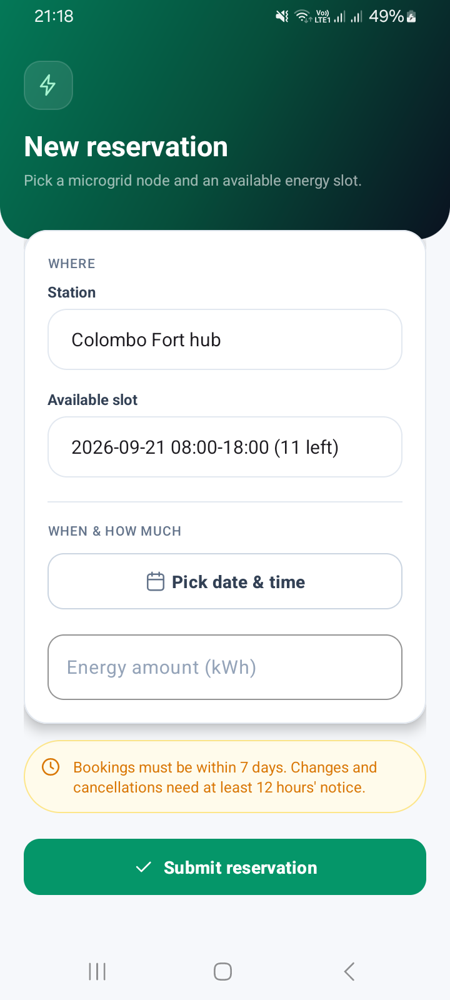 21:18
Vo))
LTE1
49%
New reservation
Pick a microgrid node and an available energy slot.
WHERE
Station
Colombo Fort hub
Available slot
2026-09-21 08:00-18:00 (11 left)
WHEN & HOW MUCH
Pick date & time
Energy amount (kWh)
Bookings must be within 7 days. Changes and
cancellations need at least 12 hours' notice.
Submit reservation